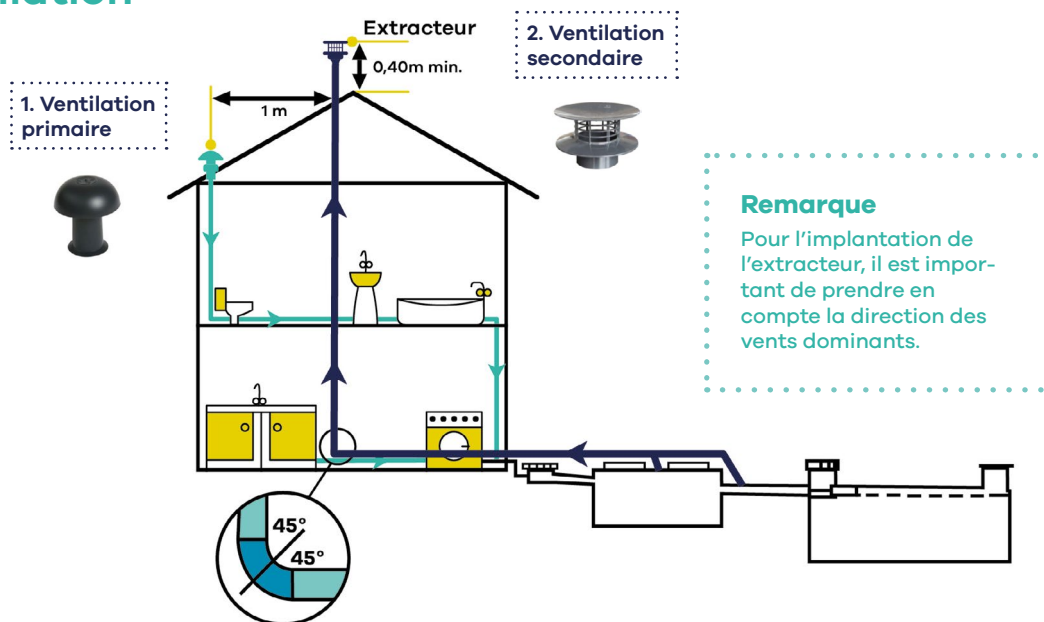 Extracteur
0,40m min.
1 m
1. Ventilation
primaire
2. Ventilation
secondaire
Remarque
Pour l’implantation de
l’extracteur, il est impor-
tant de prendre en
compte la direction des
vents dominants.
45°
45°